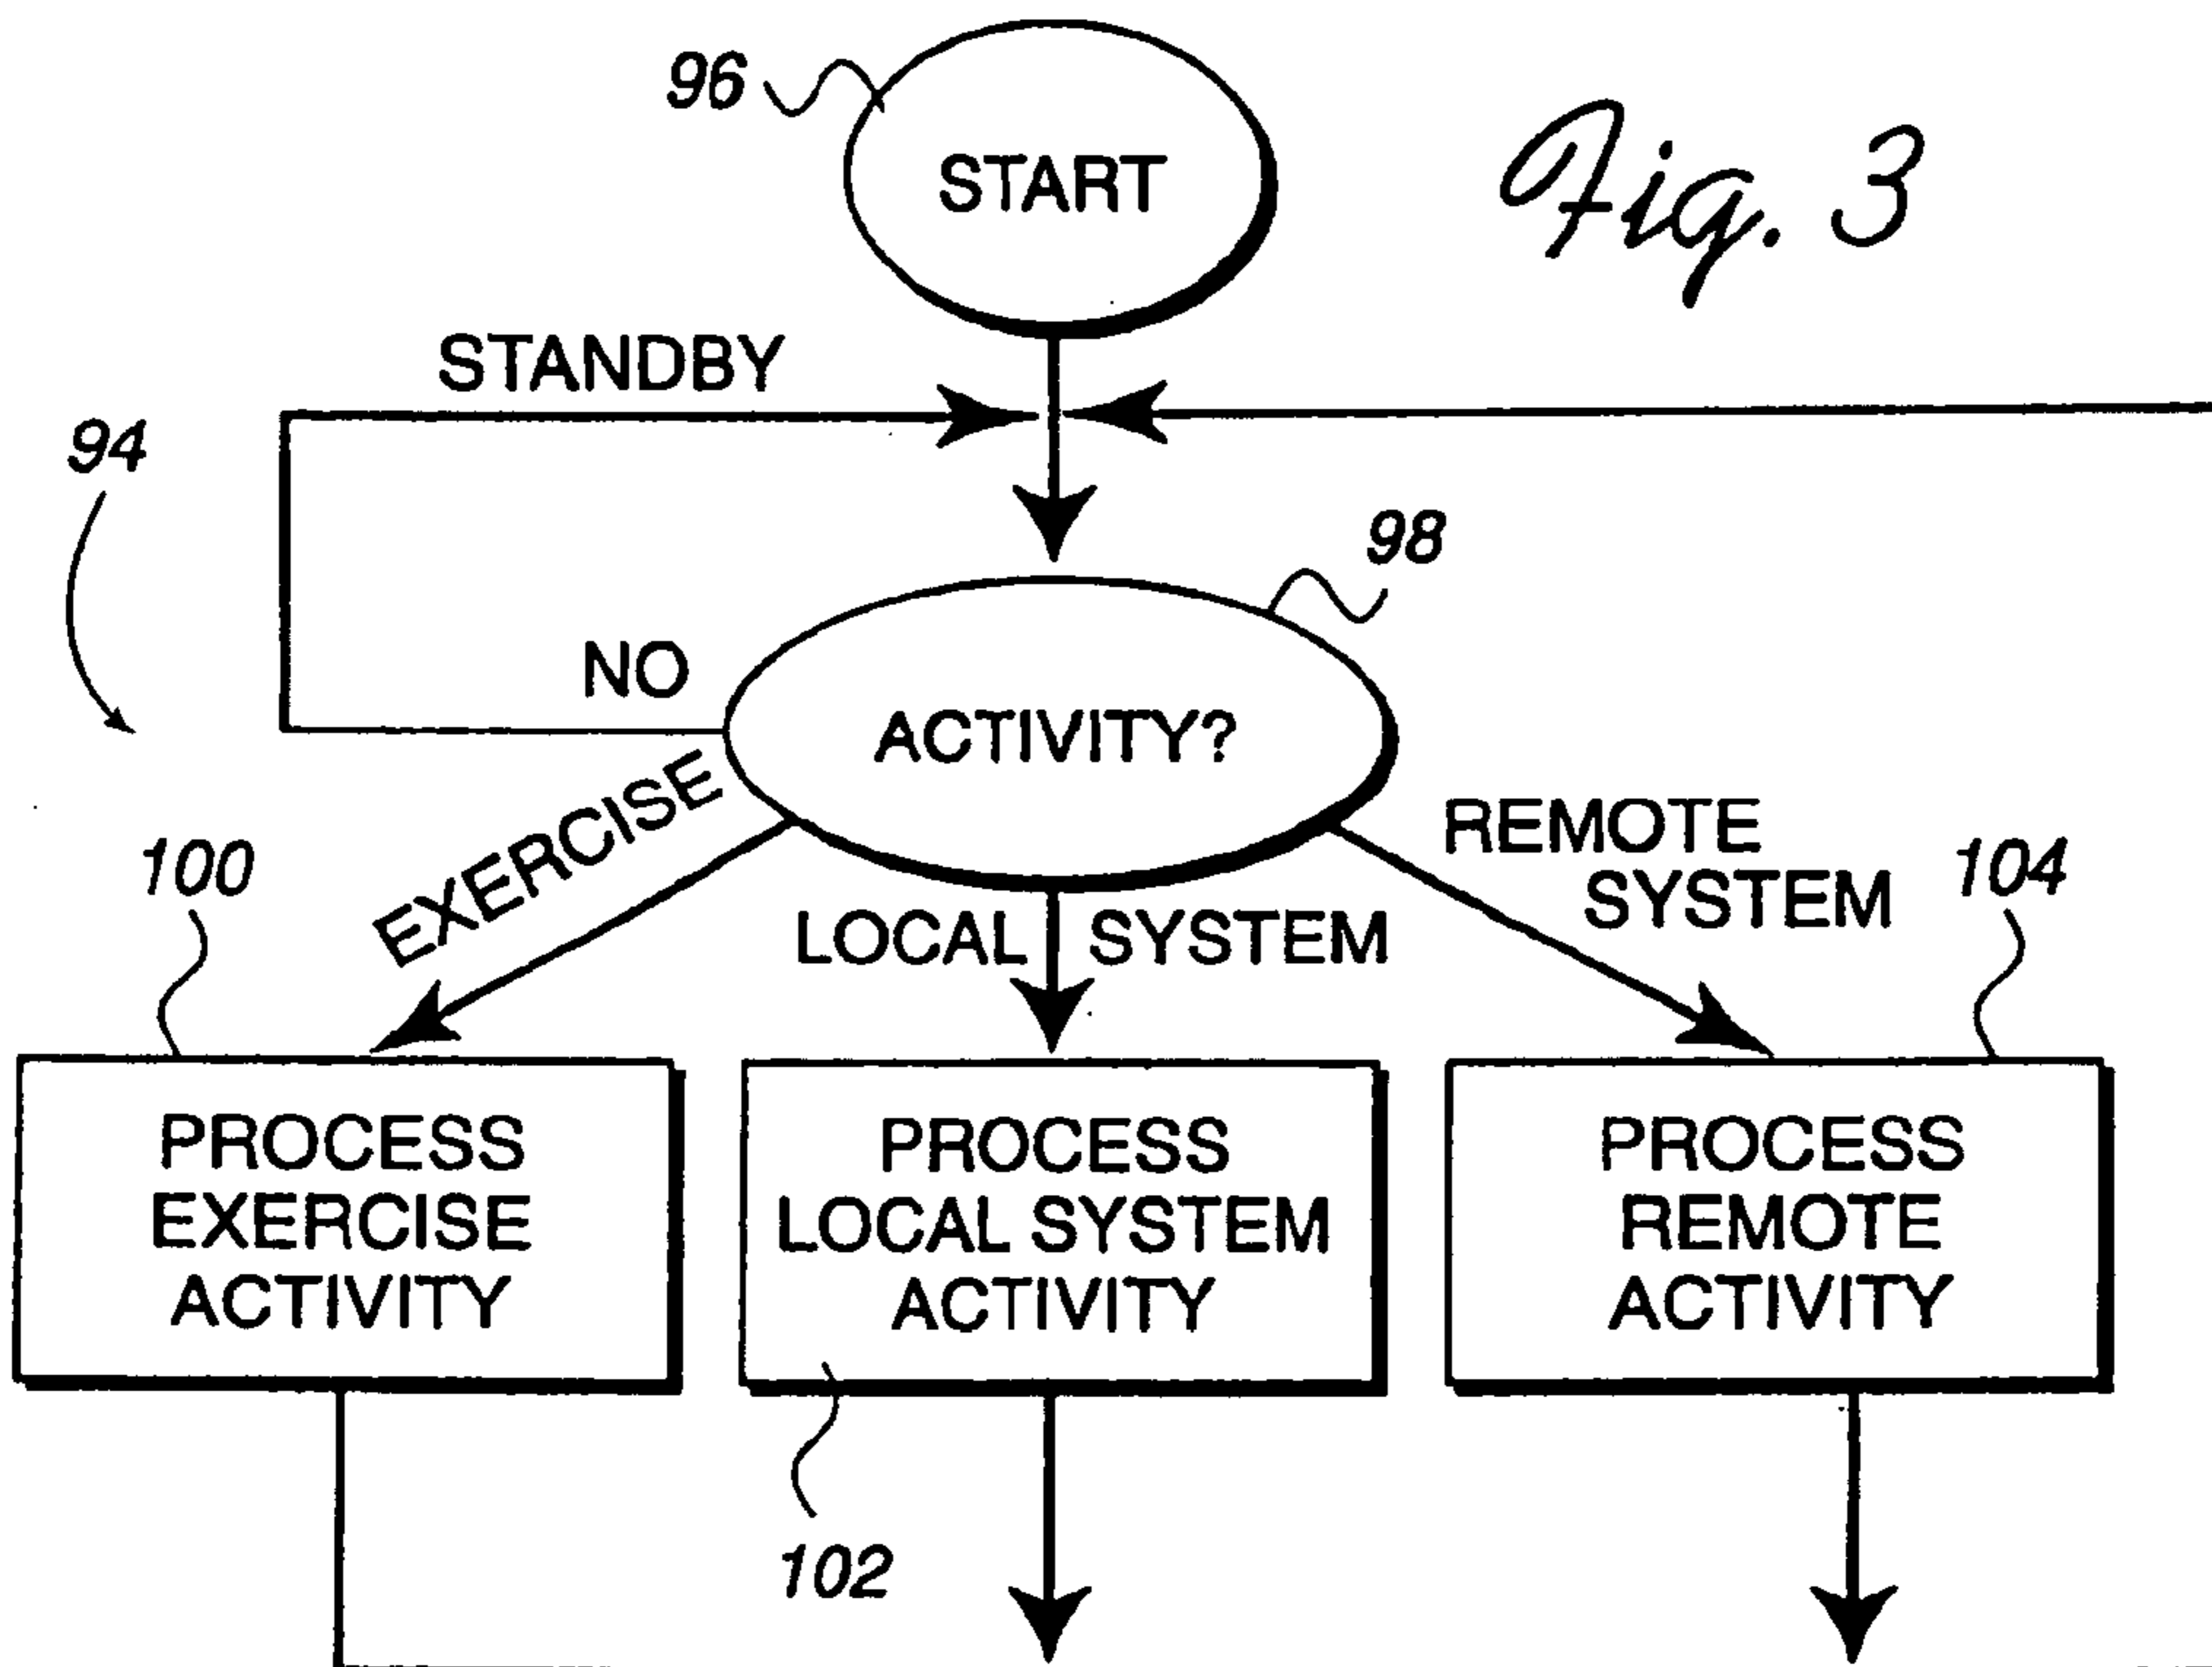 96
START
Fig. 3
STANDBY
94
98
NO
ACTIVITY?
EXERCISE
REMOTE
SYSTEM
100
104
LOCAL SYSTEM
PROCESS
EXERCISE
ACTIVITY
PROCESS
LOCAL SYSTEM
ACTIVITY
PROCESS
REMOTE
ACTIVITY
102